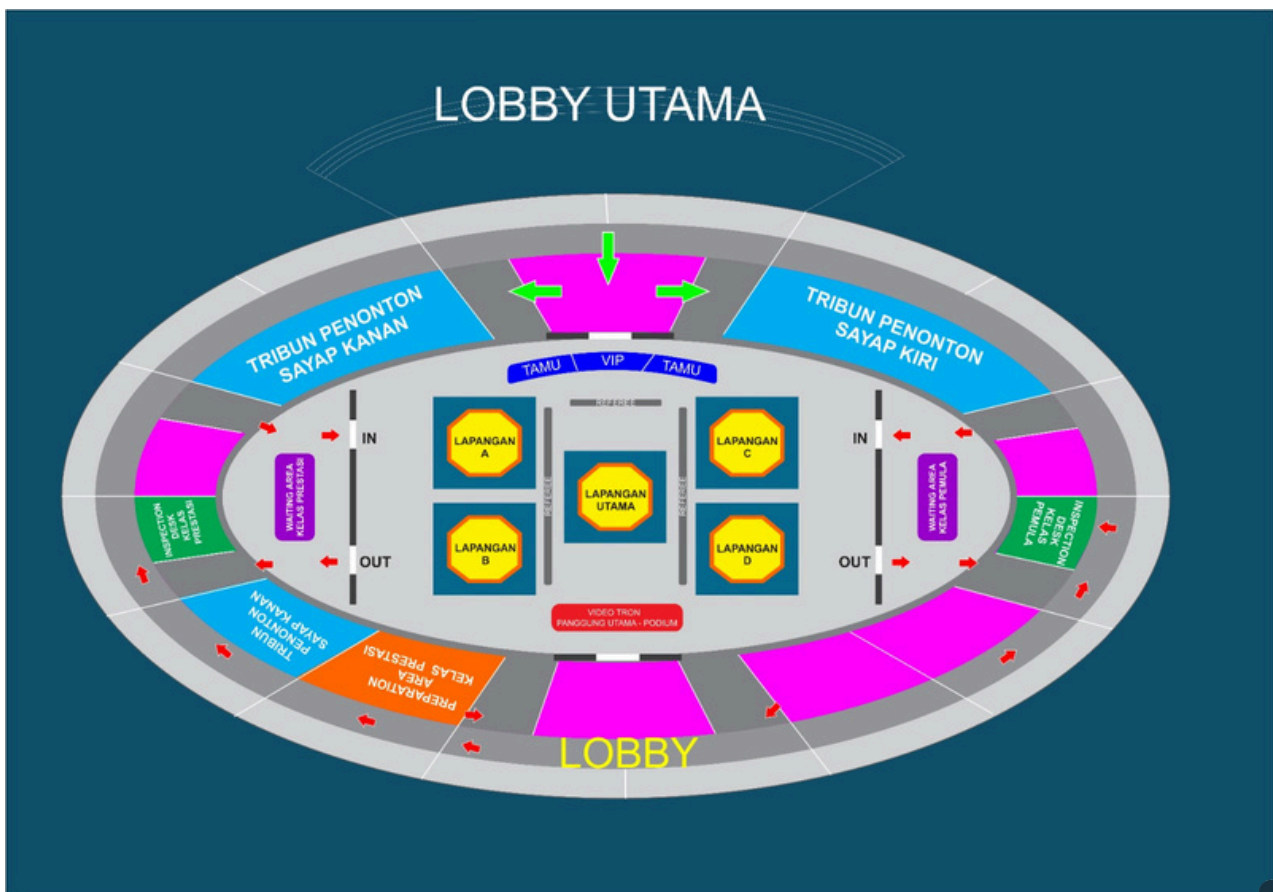 LOBBY UTAMA
TRIBUN PENONTON
SAYAP KANAN
TRIBUN PENONTON
SAYAP KIRI
TAMU
VIP
TAMU
REFEREE
LAPANGAN
A
LAPANGAN
C
LAPANGAN
UTAMA
LAPANGAN
B
LAPANGAN
D
REFEREE
REFEREE
IN
OUT
IN
OUT
WAITING AREA
KELAS PRESTASI
WAITING AREA
KELAS PEMULA
INSPECTION
DESK
KELAS
PRESTASI
INSPECTION
DESK
KELAS
PEMULA
VIDEO TRON
PANGGUNG UTAMA - PODIUM
TRIBUN
PENONTON
SAYAP KANAN
PREPARATION
AREA
KELAS PRESTASI
LOBBY